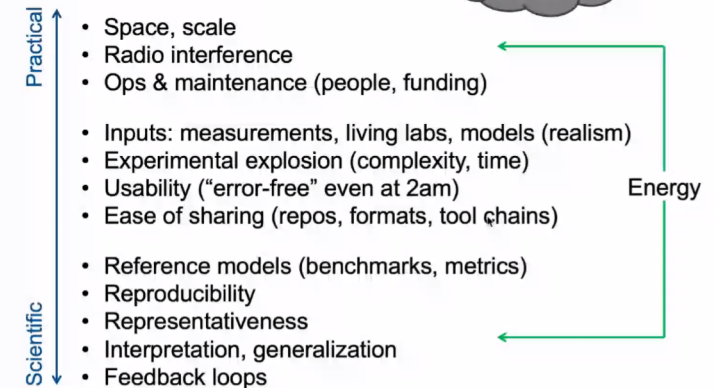 Practical
• Space, scale
• Radio interference
• Ops & maintenance (people, funding)
• Inputs: measurements, living labs, models (realism)
• Experimental explosion (complexity, time)
• Usability (“error-free” even at 2am)
• Ease of sharing (repos, formats, tool chains)
Energy
• Reference models (benchmarks, metrics)
• Reproducibility
• Representativeness
• Interpretation, generalization
• Feedback loops
Scientific